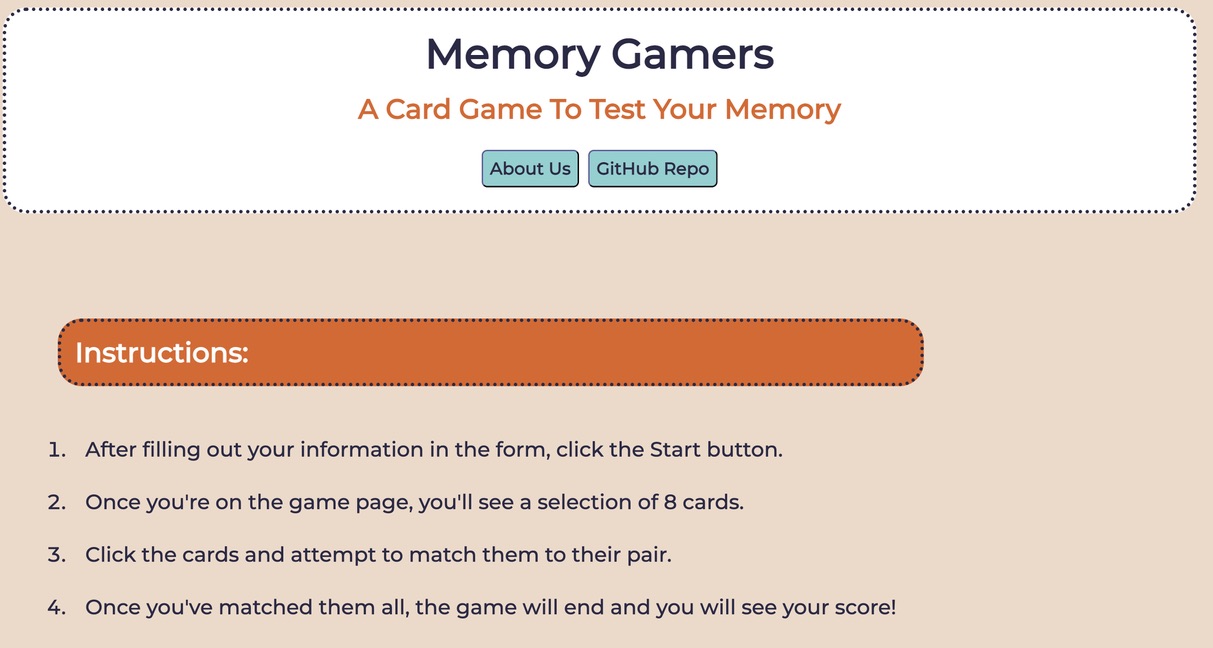 Memory Gamers
A Card Game To Test Your Memory
About Us GitHub Repo
Instructions:
1. After filling out your information in the form, click the Start button.
2. Once you're on the game page, you'll see a selection of 8 cards.
3. Click the cards and attempt to match them to their pair.
4. Once you've matched them all, the game will end and you will see your score!